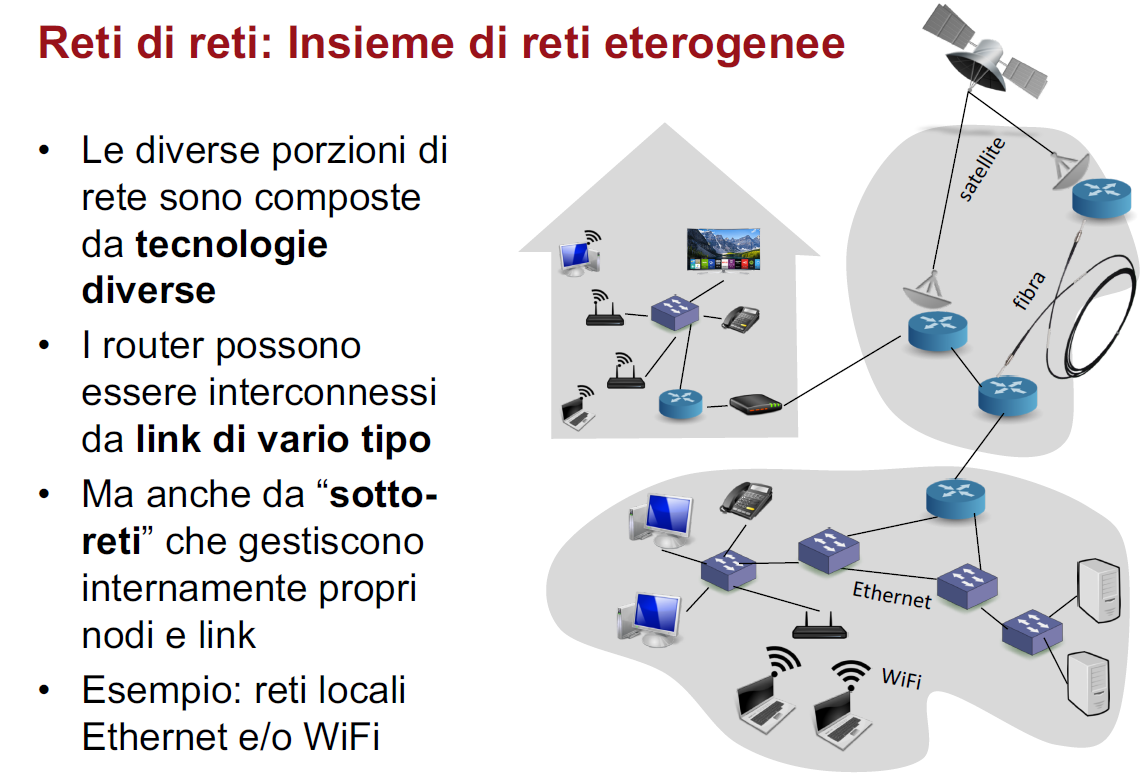 Reti di reti: Insieme di reti eterogenee
• Le diverse porzioni di
rete sono composte
da tecnologie
diverse
• I router possono
essere interconnessi
da link di vario tipo
• Ma anche da “sotto-
reti” che gestiscono
internamente propri
nodi e link
• Esempio: reti locali
Ethernet e/o WiFi
satellite
fibra
Ethernet
WiFi